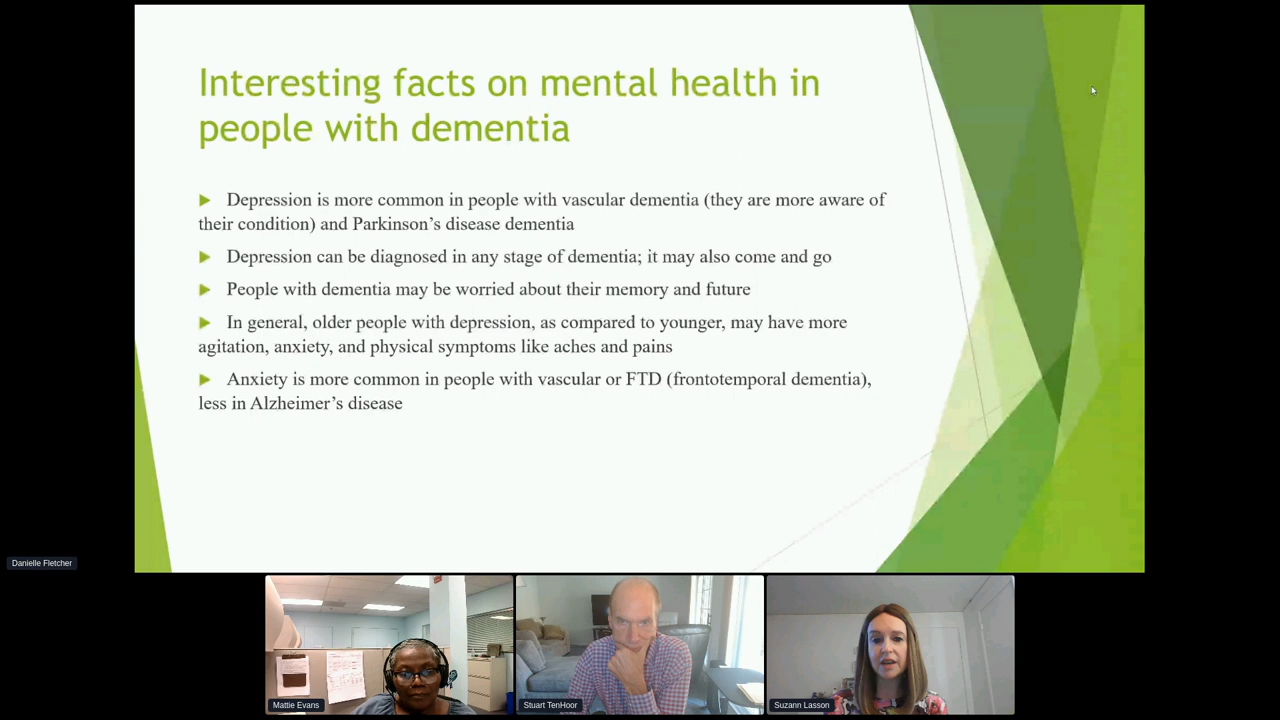 Interesting facts on mental health in
people with dementia
Depression is more common in people with vascular dementia (they are more aware of
their condition) and Parkinson’s disease dementia
Depression can be diagnosed in any stage of dementia; it may also come and go
People with dementia may be worried about their memory and future
In general, older people with depression, as compared to younger, may have more
agitation, anxiety, and physical symptoms like aches and pains
Anxiety is more common in people with vascular or FTD (frontotemporal dementia),
less in Alzheimer’s disease
Danielle Fletcher
Mattie Evans
Stuart TenHoor
Suzann Lasson